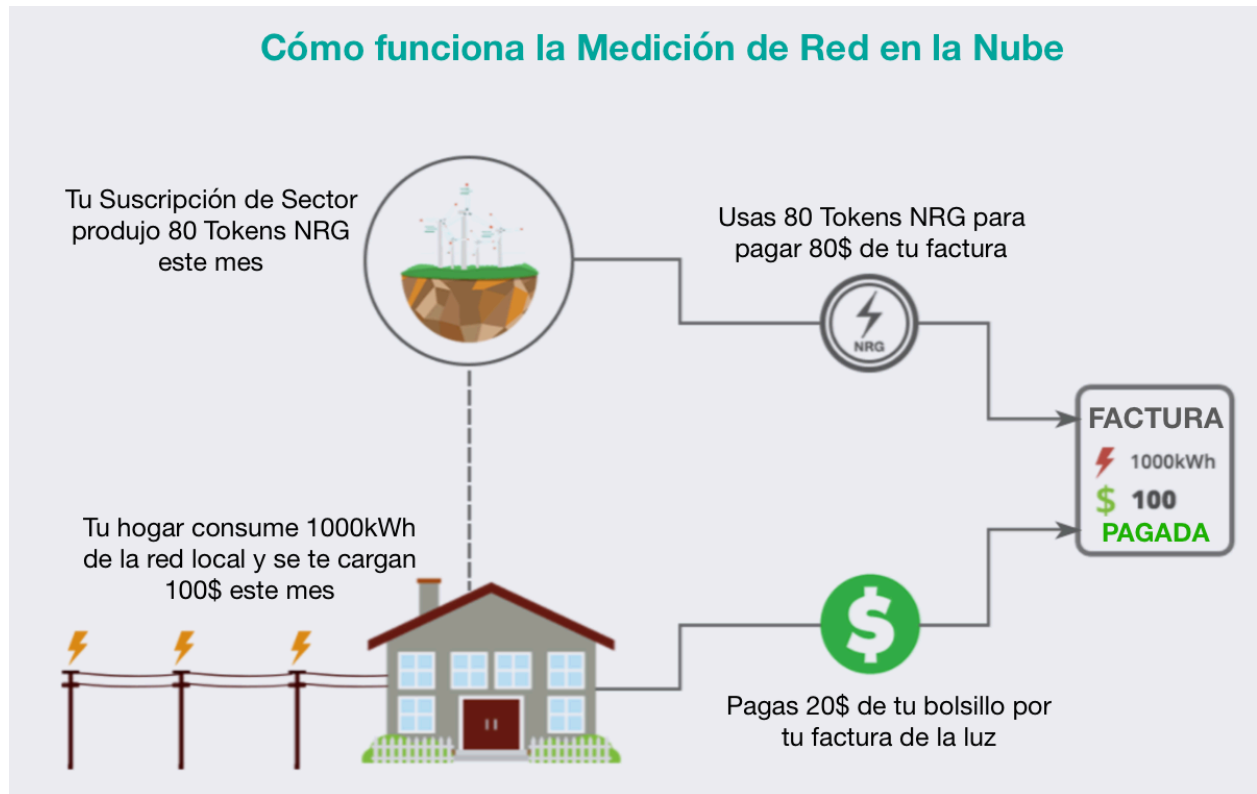 Cómo funciona la Medición de Red en la Nube
Tu Suscripción de Sector
produjo 80 Tokens NRG
este mes
Usas 80 Tokens NRG para
pagar 80$ de tu factura
NRG
FACTURA
1000kWh
$ 100
PAGADA
Tu hogar consume 1000kWh
de la red local y se te cargan
100$ este mes
$
Pagas 20$ de tu bolsillo por
tu factura de la luz